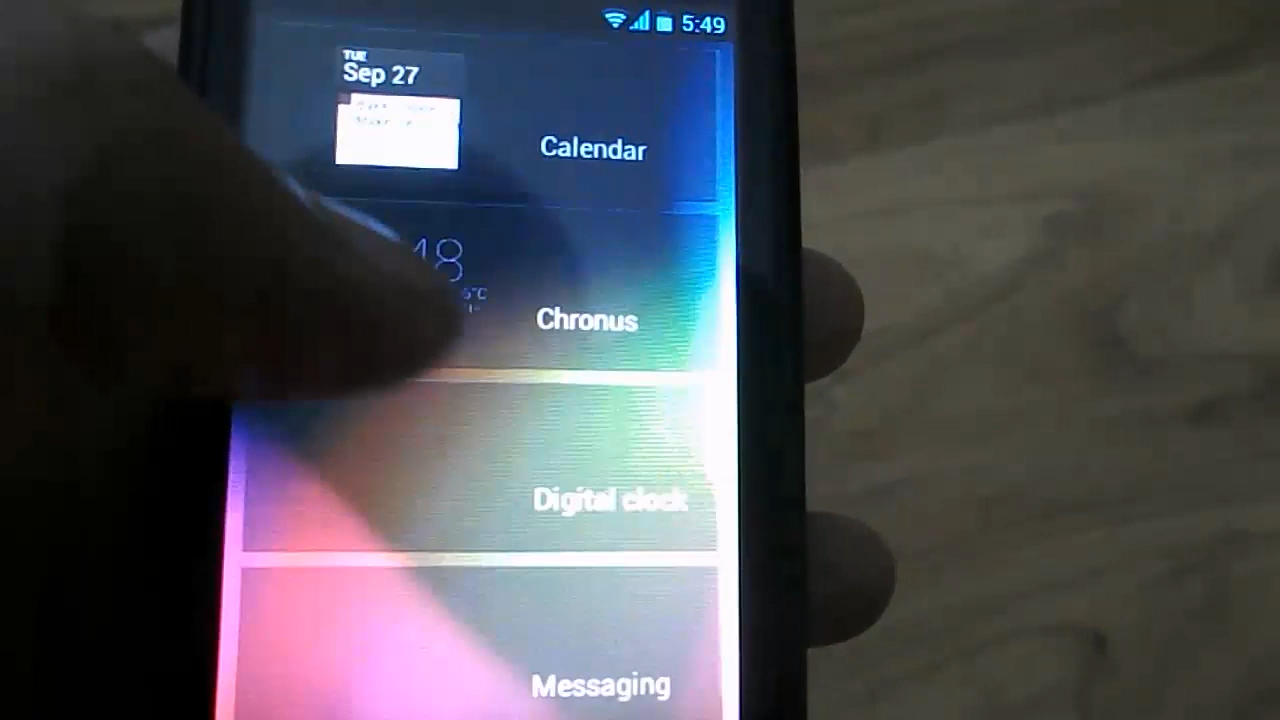 5:49
TUE
Sep 27
Calendar
48
Chronus
Digital clock
Messaging